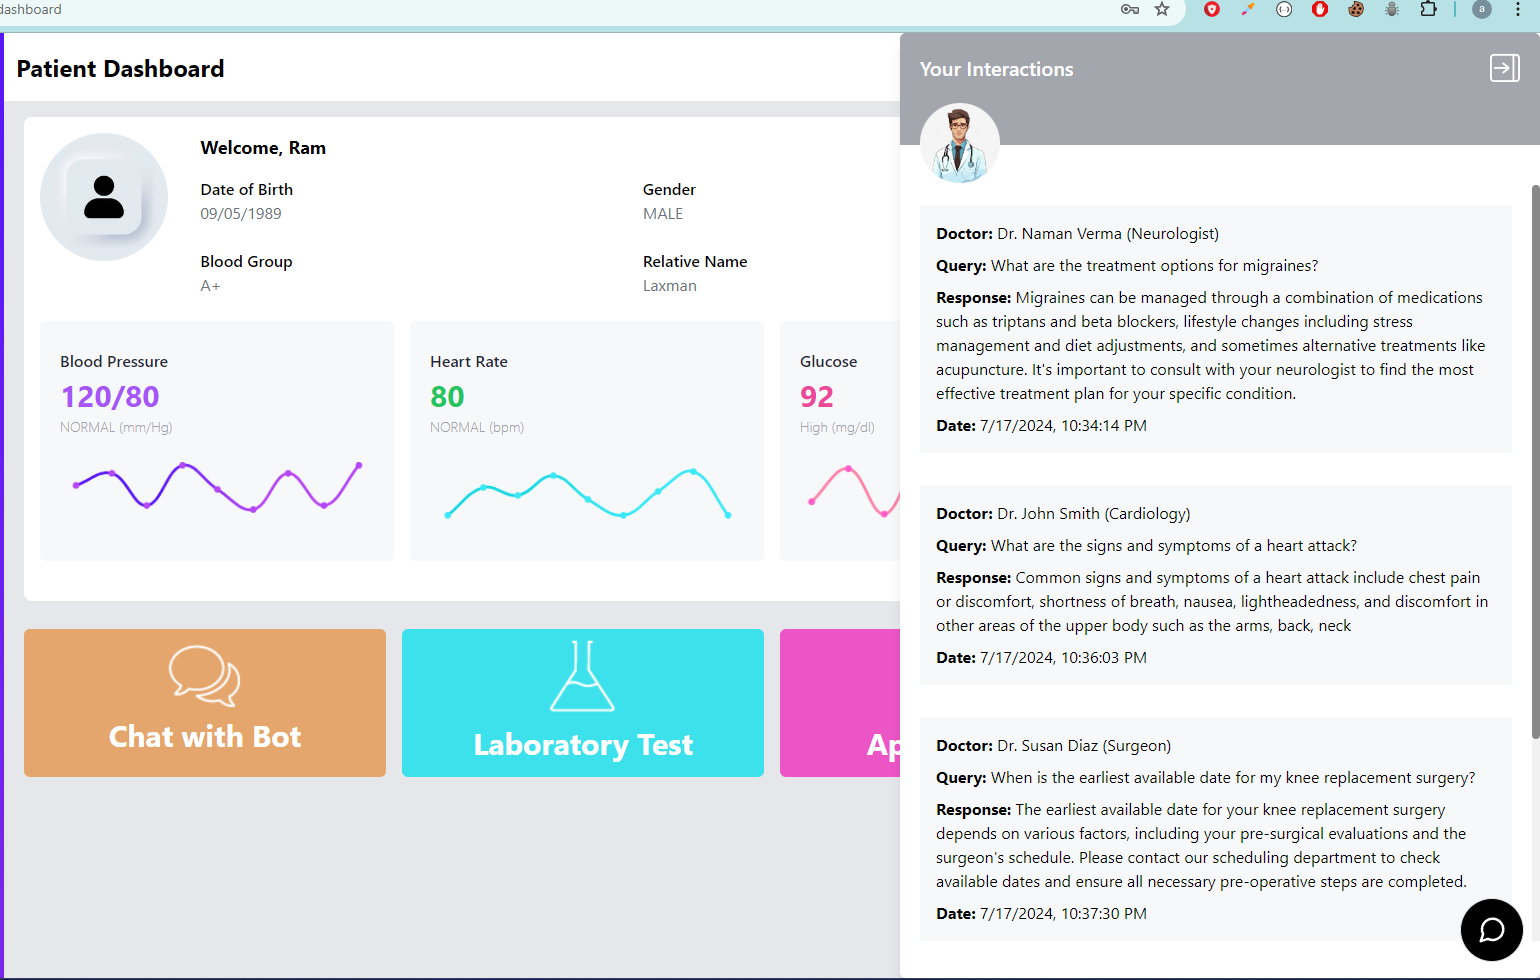 dashboard
Patient Dashboard
Welcome, Ram
Date of Birth
09/05/1989
Gender
MALE
Blood Group
A+
Relative Name
Laxman
Blood Pressure
120/80
NORMAL (mm/Hg)
Heart Rate
80
NORMAL (bpm)
Glucose
92
High (mg/dl)
Chat with Bot
Laboratory Test
Ap
Your Interactions
Doctor: Dr. Naman Verma (Neurologist)
Query: What are the treatment options for migraines?
Response: Migraines can be managed through a combination of medications
such as triptans and beta blockers, lifestyle changes including stress
management and diet adjustments, and sometimes alternative treatments like
acupuncture. It's important to consult with your neurologist to find the most
effective treatment plan for your specific condition.
Date: 7/17/2024, 10:34:14 PM
Doctor: Dr. John Smith (Cardiology)
Query: What are the signs and symptoms of a heart attack?
Response: Common signs and symptoms of a heart attack include chest pain
or discomfort, shortness of breath, nausea, lightheadedness, and discomfort in
other areas of the upper body such as the arms, back, neck
Date: 7/17/2024, 10:36:03 PM
Doctor: Dr. Susan Diaz (Surgeon)
Query: When is the earliest available date for my knee replacement surgery?
Response: The earliest available date for your knee replacement surgery
depends on various factors, including your pre-surgical evaluations and the
surgeon's schedule. Please contact our scheduling department to check
available dates and ensure all necessary pre-operative steps are completed.
Date: 7/17/2024, 10:37:30 PM
a